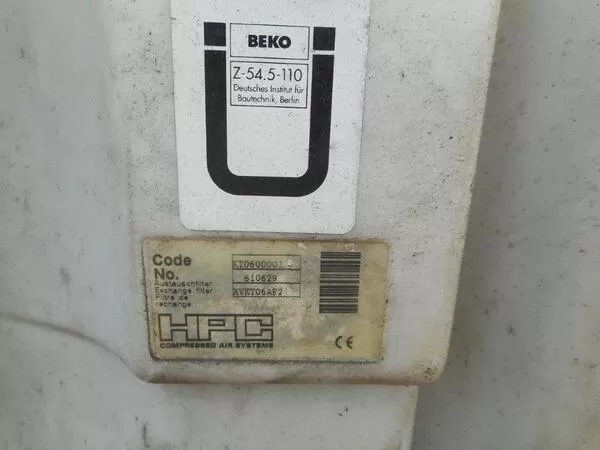 BEKO
Z-54.5-110
Deutsches Institut für
Bautechnik, Berlin
Code KT0600001
No. 610629
Austauschfilter
Exchange filter XVKT06AF2
Filtre de
rechange
HPC
COMPRESSED AIR SYSTEMS
CE